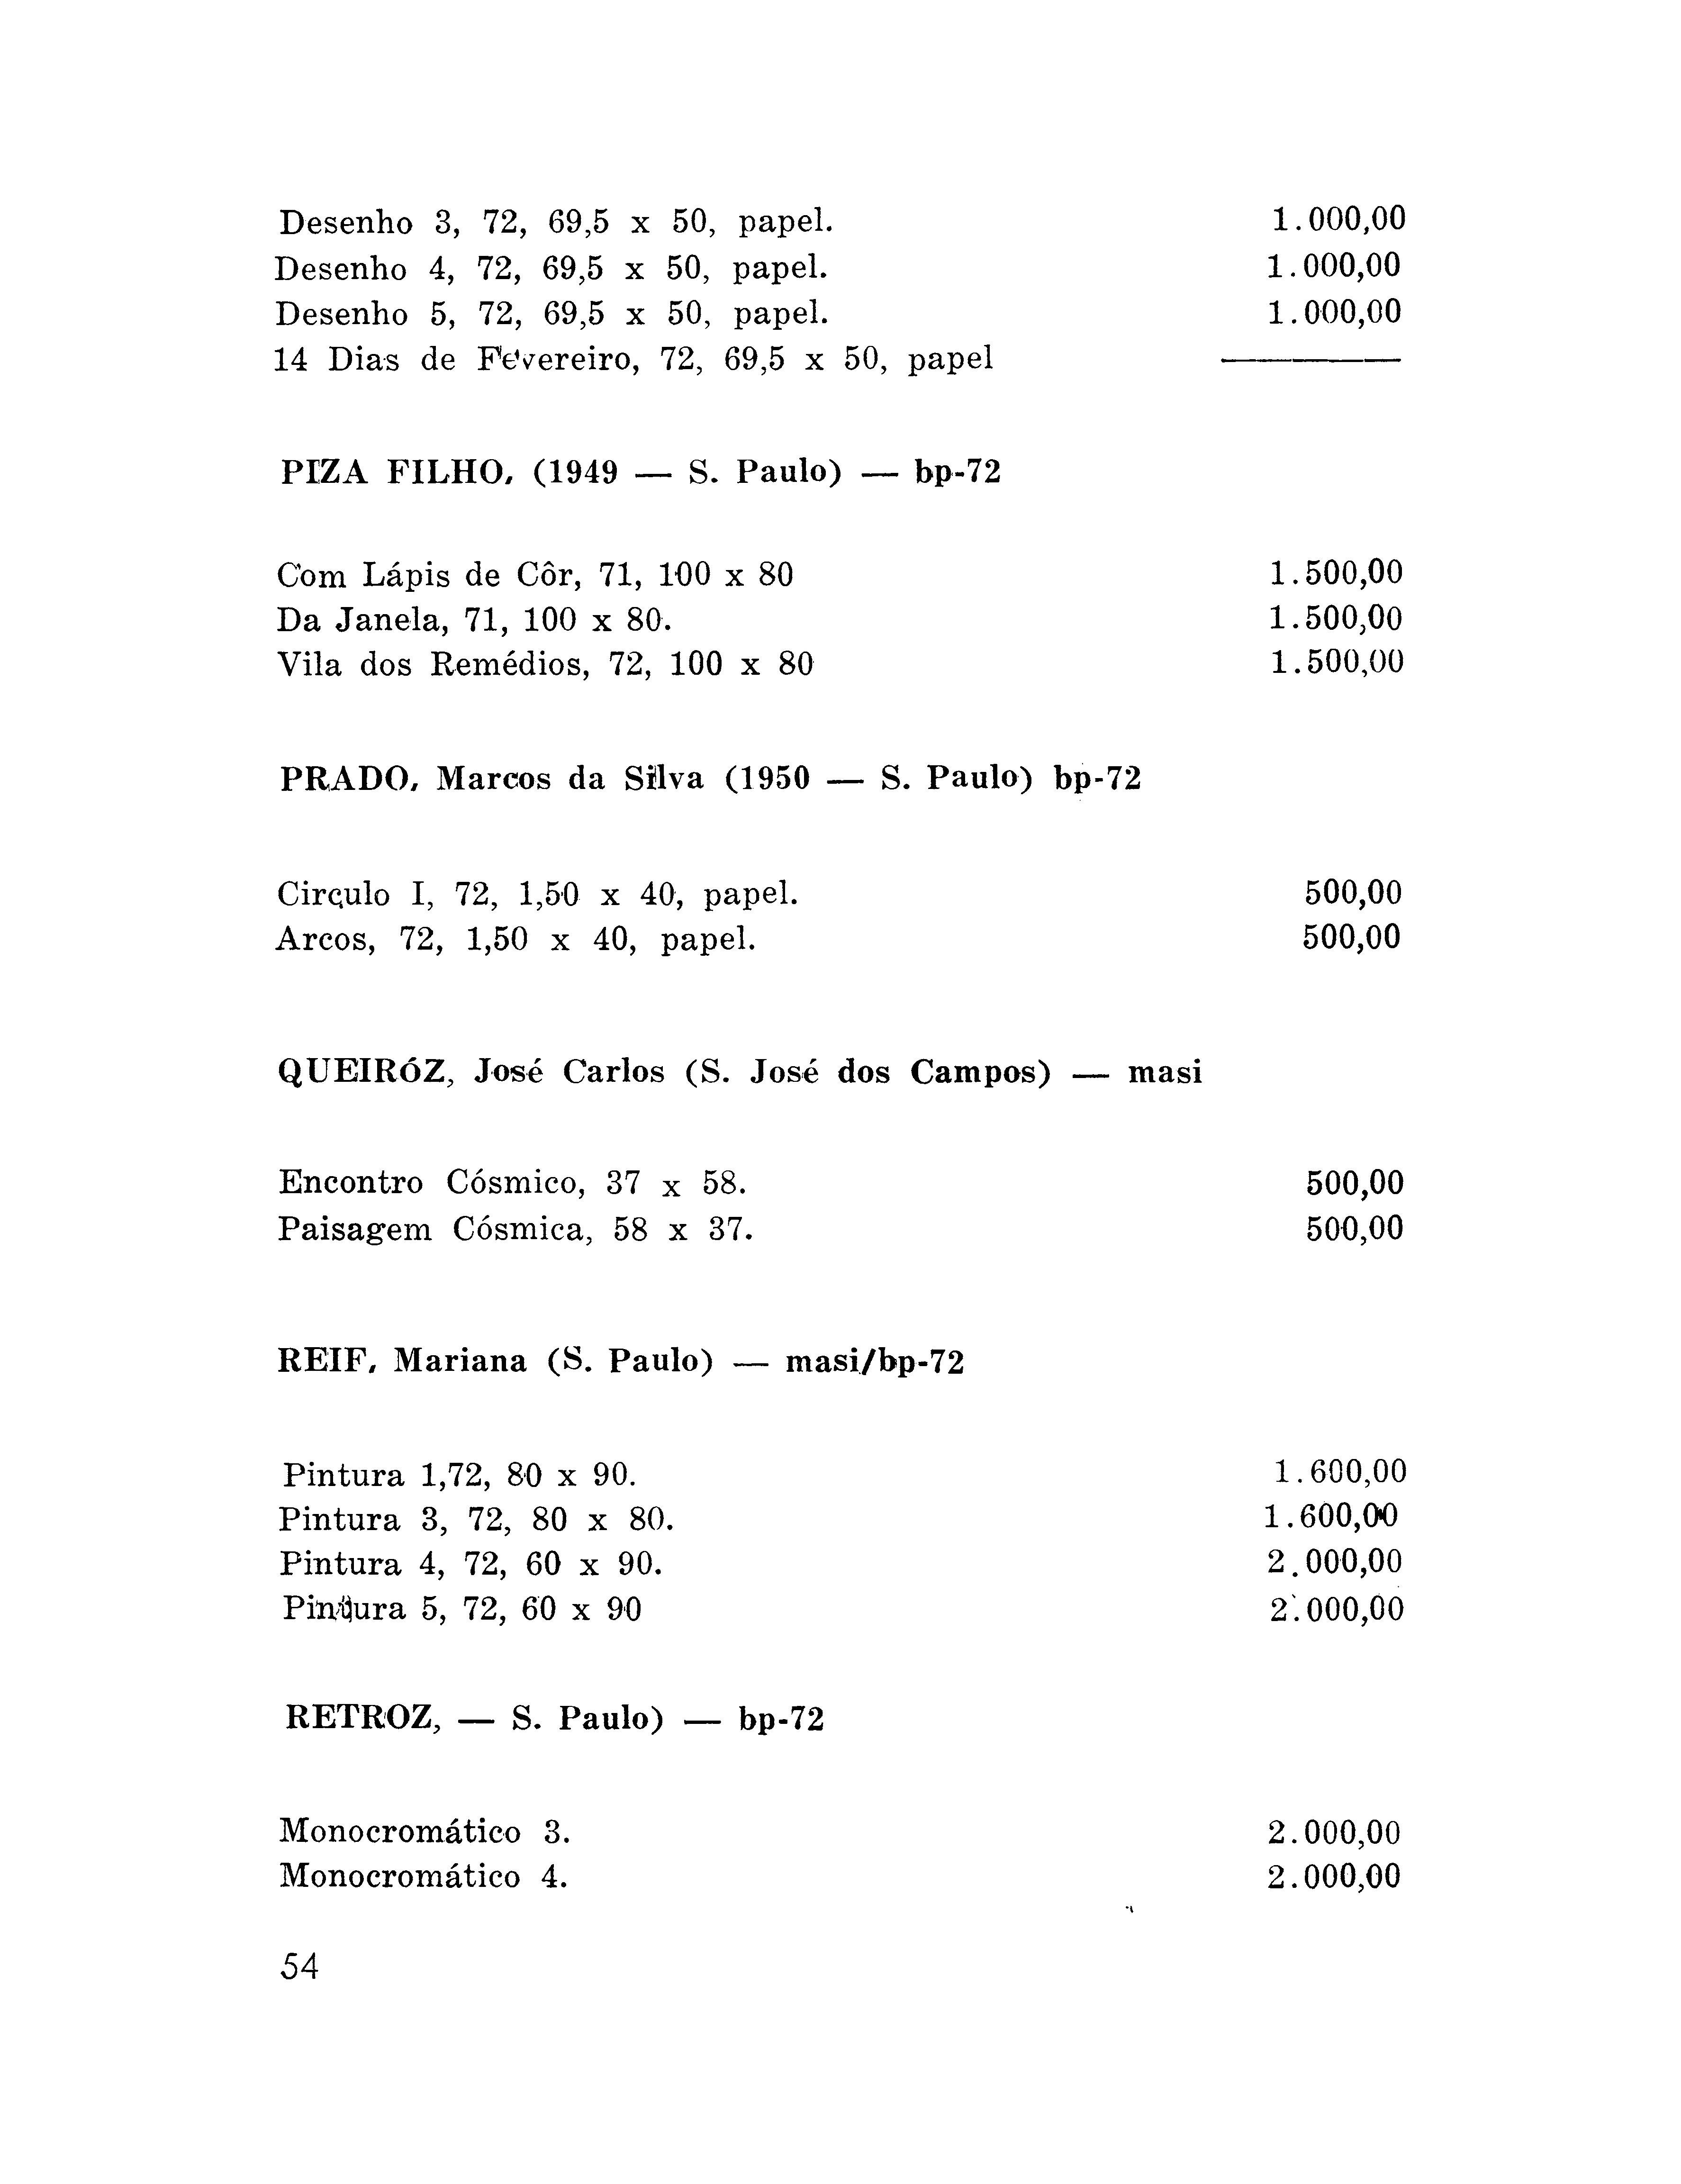 Desenho 3, 72, 69,5 x 50, papel. 1.000,00
Desenho 4, 72, 69,5 x 50, papel. 1.000,00
Desenho 5, 72, 69,5 x 50, papel. 1.000,00
14 Dias de Fevereiro, 72, 69,5 x 50, papel ————
PIZA FILHO, (1949 — S. Paulo) — bp-72
Com Lápis de Côr, 71, 100 x 80 1.500,00
Da Janela, 71, 100 x 80. 1.500,00
Vila dos Remédios, 72, 100 x 80 1.500,00
PRADO, Marcos da Silva (1950 — S. Paulo) bp-72
Circulo I, 72, 1,50 x 40, papel. 500,00
Arcos, 72, 1,50 x 40, papel. 500,00
QUEIRÓZ, José Carlos (S. José dos Campos) — masi
Encontro Cósmico, 37 x 58. 500,00
Paisagem Cósmica, 58 x 37. 500,00
REIF, Mariana (S. Paulo) — masi/bp-72
Pintura 1,72, 80 x 90. 1.600,00
Pintura 3, 72, 80 x 80. 1.600,00
Pintura 4, 72, 60 x 90. 2.000,00
Pintura 5, 72, 60 x 90 2.000,00
RETROZ, — S. Paulo) — bp-72
Monocromático 3. 2.000,00
Monocromático 4. 2.000,00
54